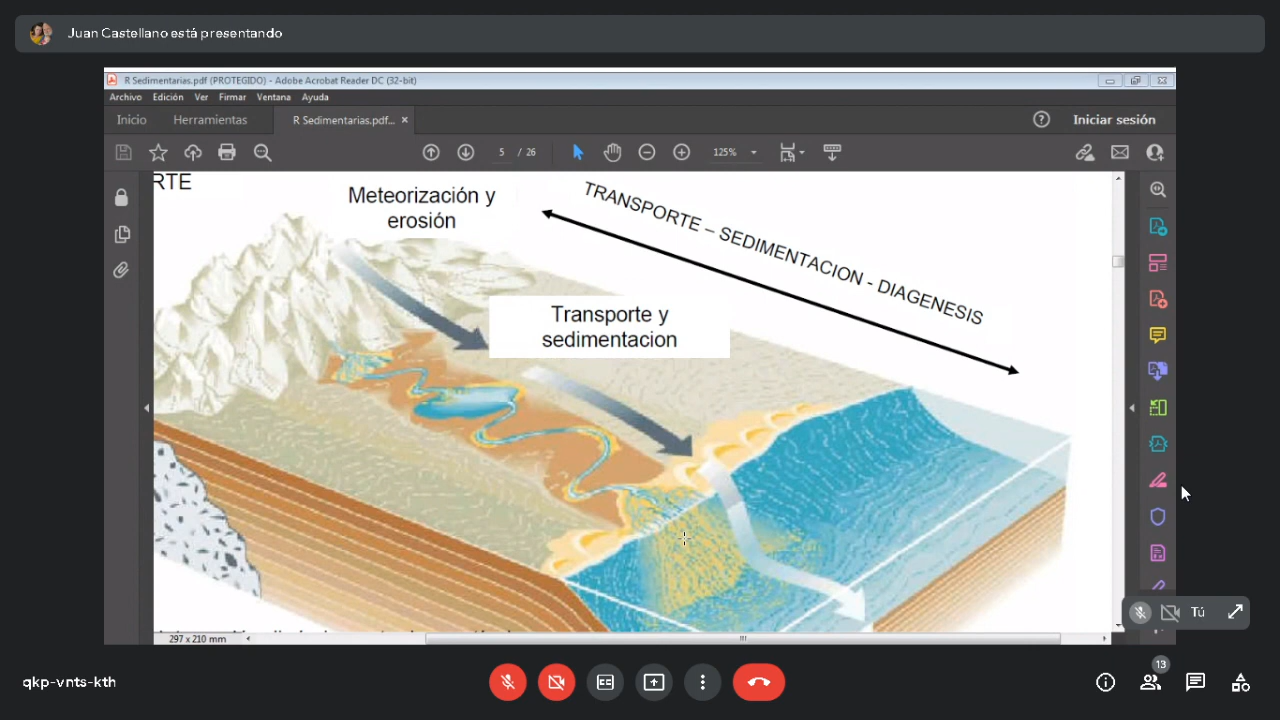 Juan Castellano está presentando
R Sedimentarias.pdf (PROTEGIDO) - Adobe Acrobat Reader DC (32-bit)
Archivo Edición Ver Firmar Ventana Ayuda
Inicio Herramientas R Sedimentarias.pdf... × Iniciar sesión
5 / 26 125%
RTE
Meteorización y
erosión
TRANSPORTE – SEDIMENTACION - DIAGENESIS
Transporte y
sedimentacion
Tú
297 x 210 mm
13
qkp-vnts-kth